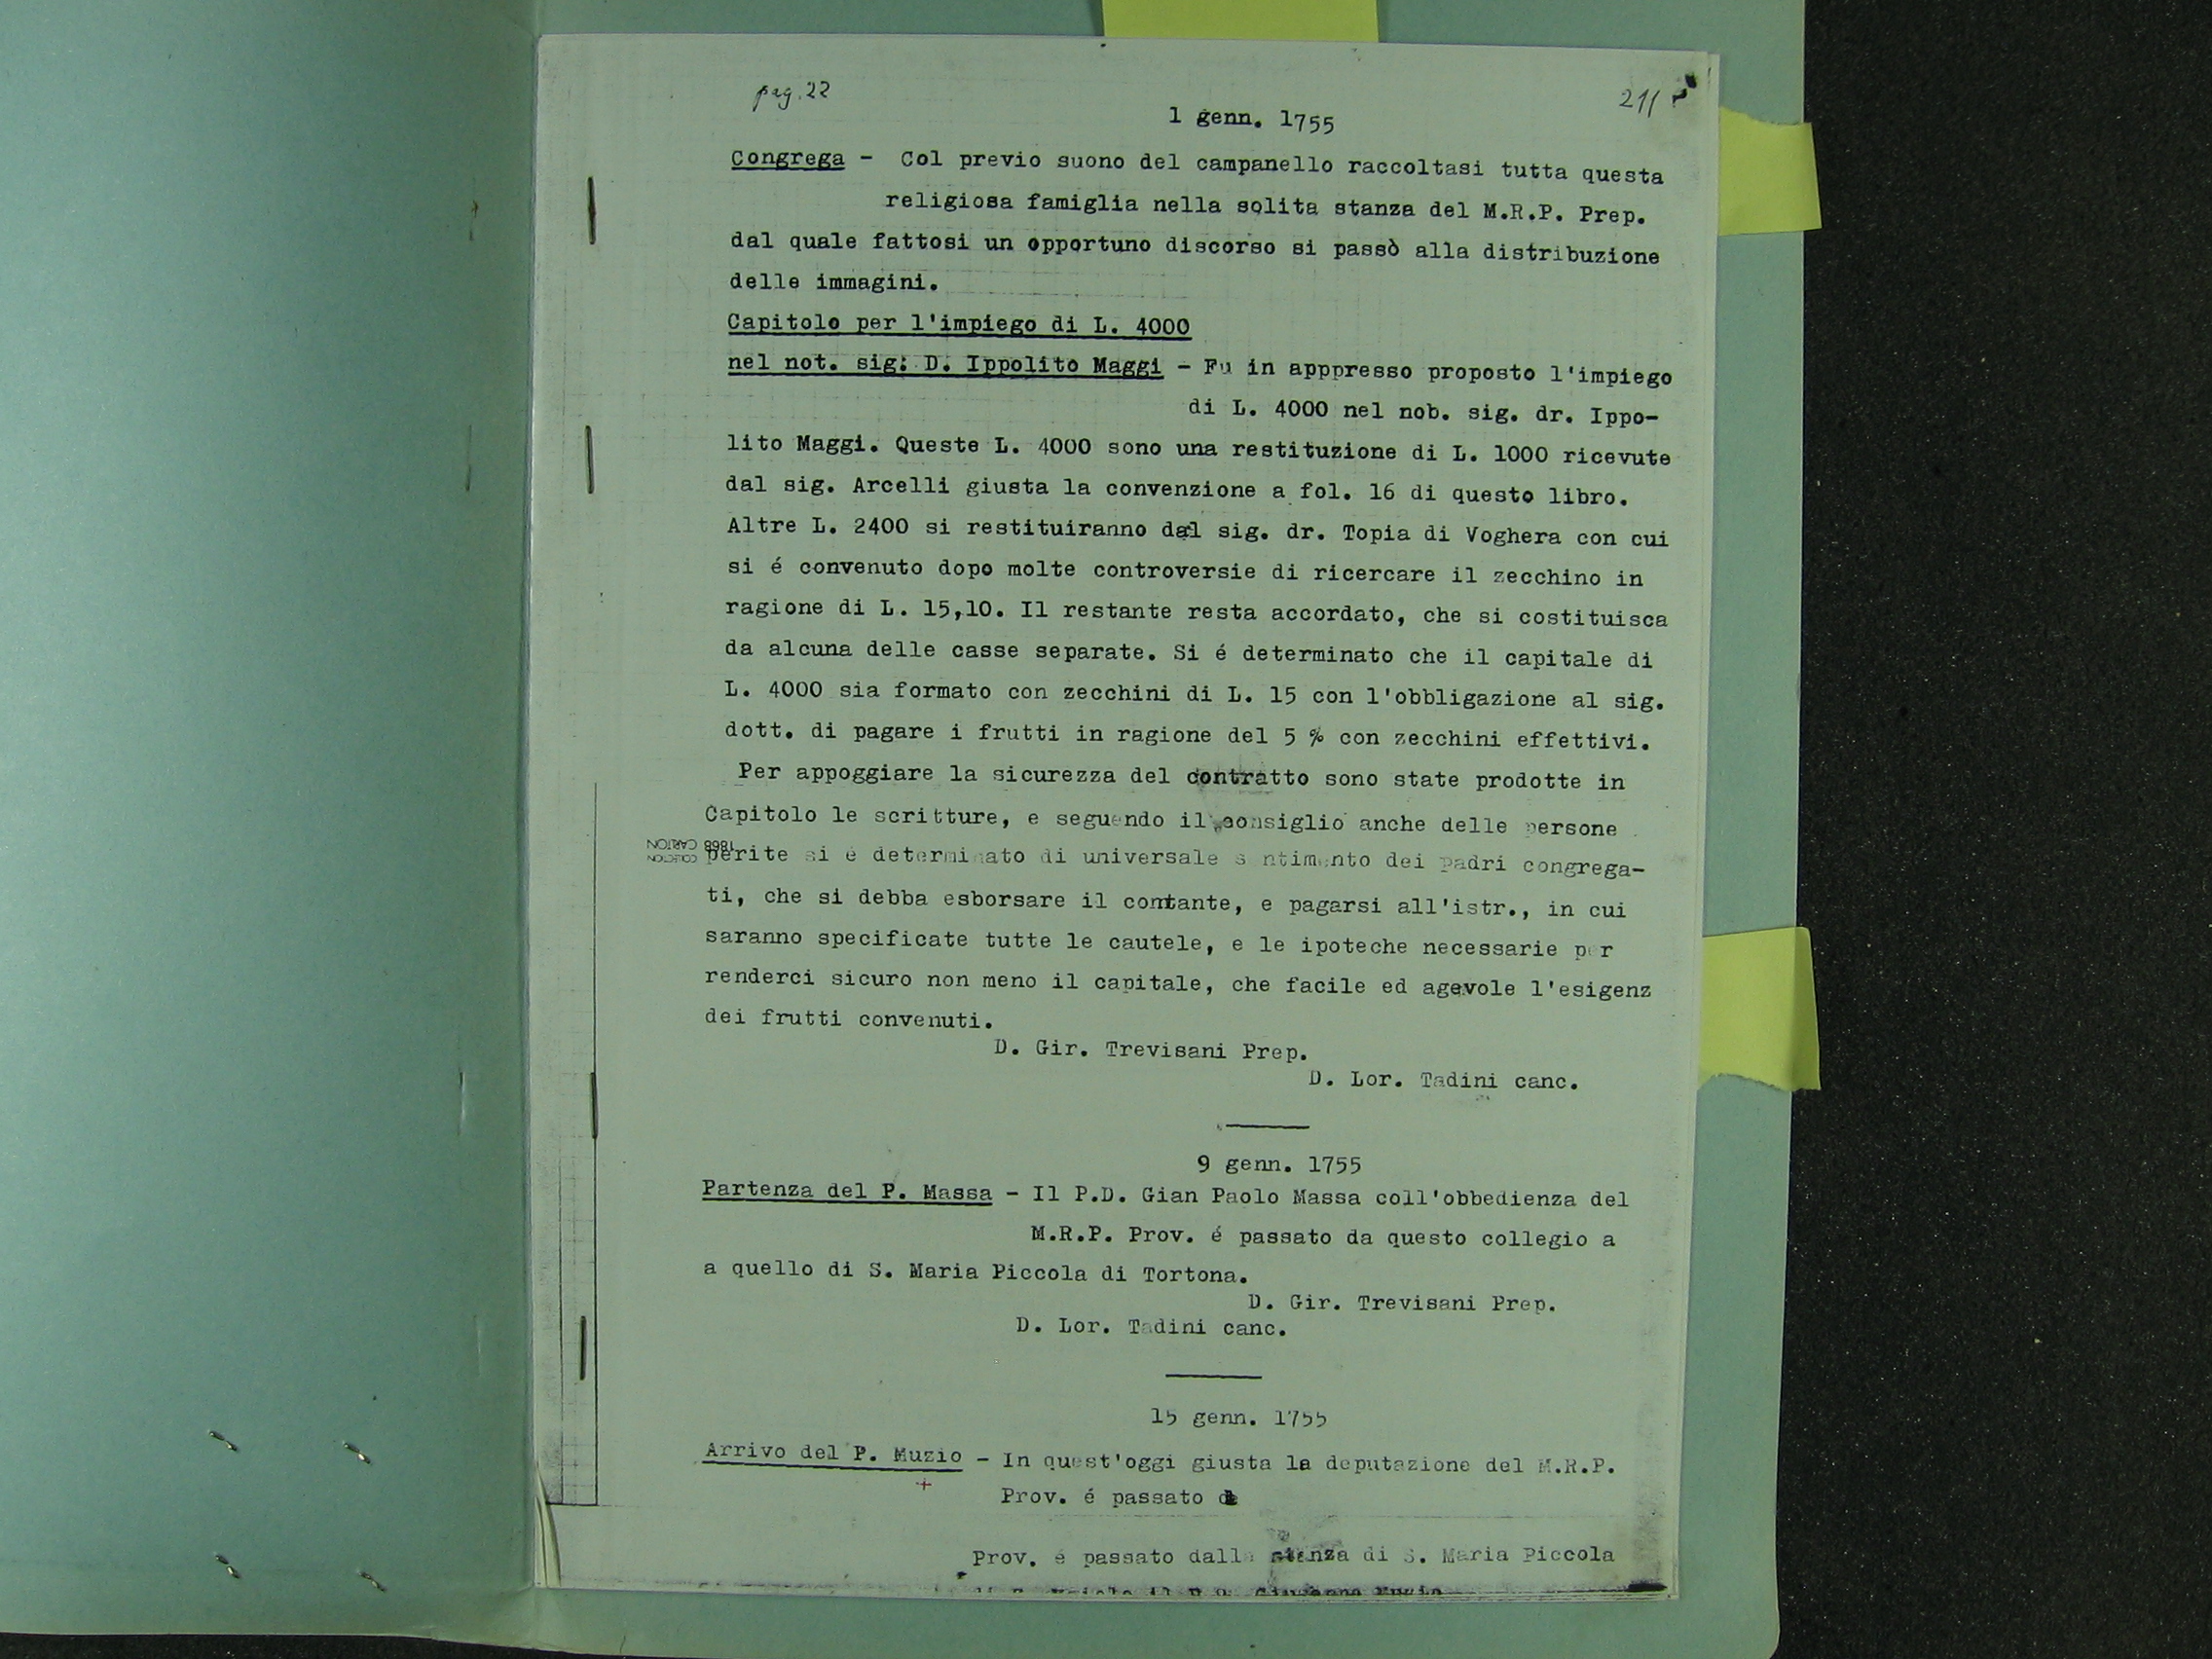 pag. 22
211
1 genn. 1755
Congrega - Col previo suono del campanello raccoltasi tutta questa
religiosa famiglia nella solita stanza del M.R.P. Prep.
dal quale fattosi un opportuno discorso si passò alla distribuzione
delle immagini.
Capitolo per l'impiego di L. 4000
nel not. sig: D. Ippolito Maggi - Fu in apppresso proposto l'impiego
di L. 4000 nel nob. sig. dr. Ippo-
lito Maggi. Queste L. 4000 sono una restituzione di L. 1000 ricevute
dal sig. Arcelli giusta la convenzione a fol. 16 di questo libro.
Altre L. 2400 si restituiranno dal sig. dr. Topia di Voghera con cui
si é convenuto dopo molte controversie di ricercare il zecchino in
ragione di L. 15,10. Il restante resta accordato, che si costituisca
da alcuna delle casse separate. Si é determinato che il capitale di
L. 4000 sia formato con zecchini di L. 15 con l'obbligazione al sig.
dott. di pagare i frutti in ragione del 5 % con zecchini effettivi.
Per appoggiare la sicurezza del contratto sono state prodotte in
Capitolo le scritture, e seguendo il consiglio anche delle persone
COLLECTION CARTON 1868
perite si é determinato di universale sentimento dei padri congrega-
ti, che si debba esborsare il contante, e pagarsi all'istr., in cui
saranno specificate tutte le cautele, e le ipoteche necessarie per
renderci sicuro non meno il capitale, che facile ed agevole l'esigenz
dei frutti convenuti.
D. Gir. Trevisani Prep.
D. Lor. Tadini canc.
9 genn. 1755
Partenza del P. Massa - Il P.D. Gian Paolo Massa coll'obbedienza del
M.R.P. Prov. é passato da questo collegio a
a quello di S. Maria Piccola di Tortona.
D. Gir. Trevisani Prep.
D. Lor. Tadini canc.
15 genn. 1755
Arrivo del P. Muzio - In quest'oggi giusta la deputazione del M.R.P.
Prov. é passato
Prov. é passato dalla stanza di S. Maria Piccola